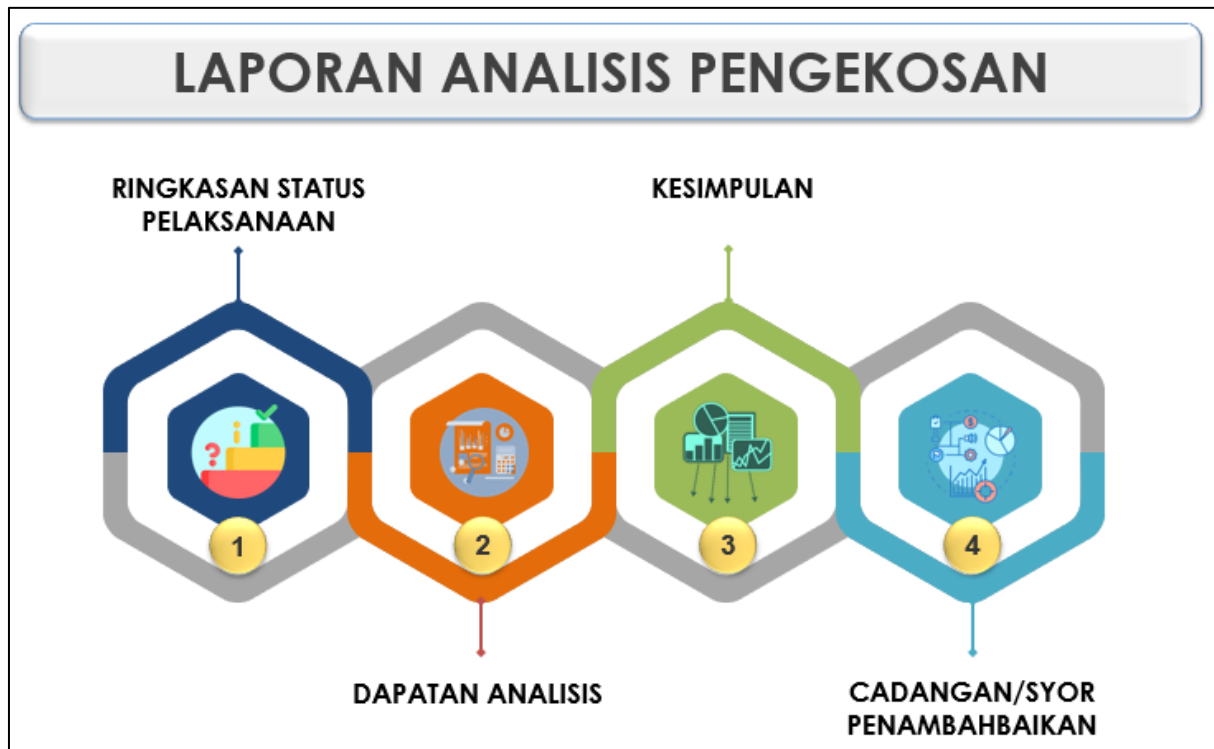 LAPORAN ANALISIS PENGEKOSAN
RINGKASAN STATUS
PELAKSANAAN
KESIMPULAN
1
2
3
4
DAPATAN ANALISIS
CADANGAN/SYOR
PENAMBAHBAIKAN